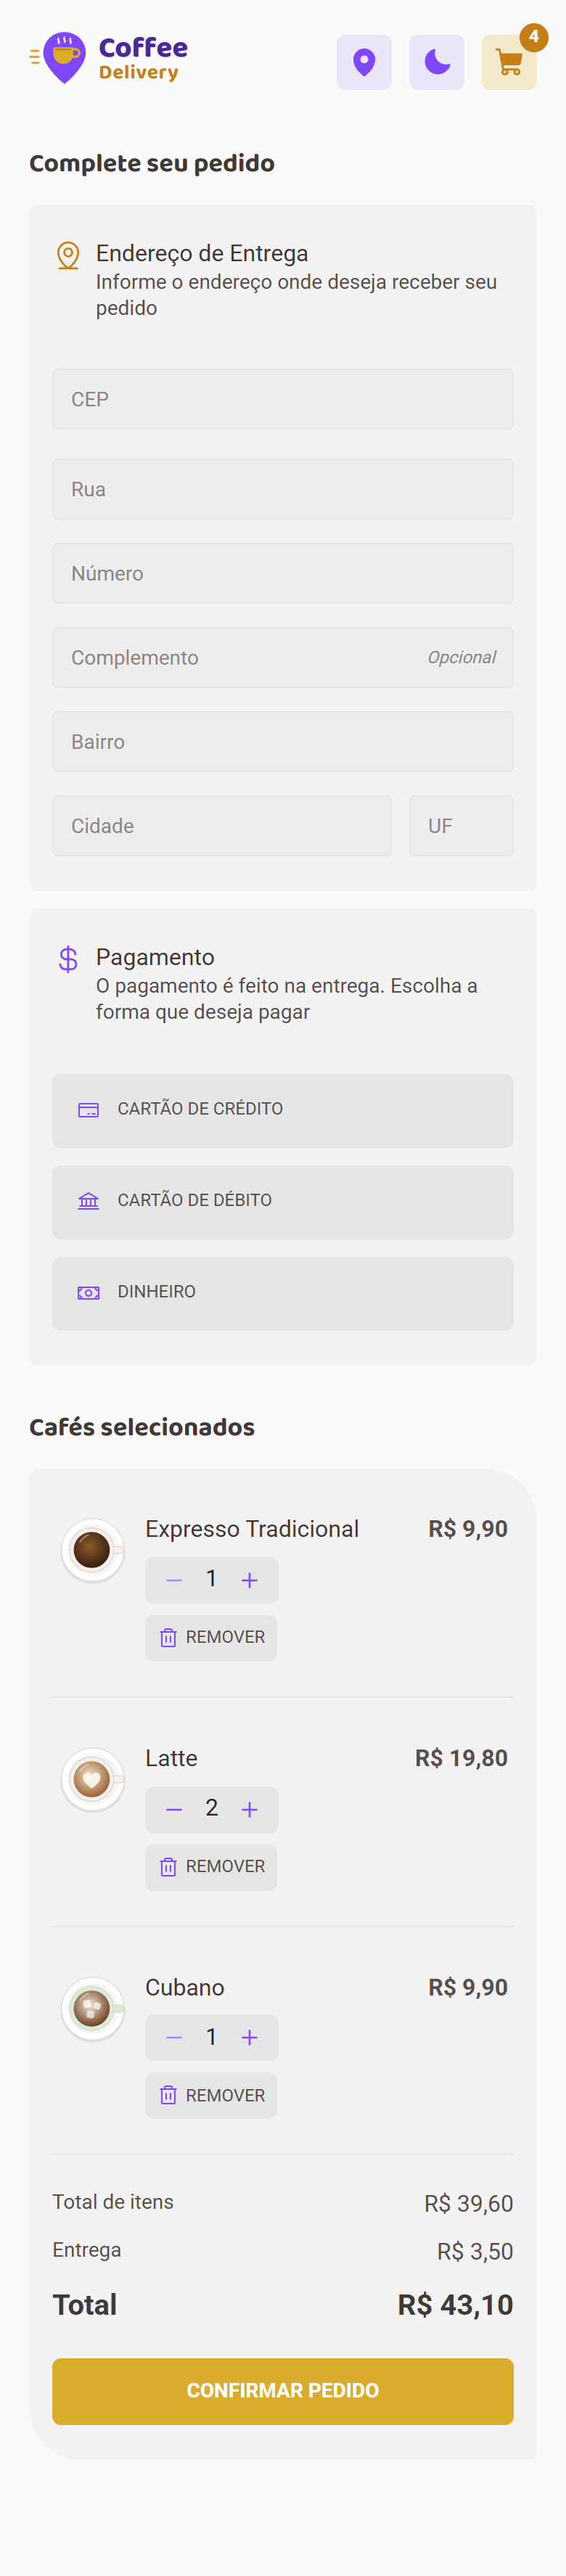 Coffee
Delivery
4
Complete seu pedido
Endereço de Entrega
Informe o endereço onde deseja receber seu
pedido
CEP
Rua
Número
Complemento
Opcional
Bairro
Cidade
UF
Pagamento
O pagamento é feito na entrega. Escolha a
forma que deseja pagar
CARTÃO DE CRÉDITO
CARTÃO DE DÉBITO
DINHEIRO
Cafés selecionados
Expresso Tradicional
R$ 9,90
1
REMOVER
Latte
R$ 19,80
2
REMOVER
Cubano
R$ 9,90
1
REMOVER
Total de itens
R$ 39,60
Entrega
R$ 3,50
Total
R$ 43,10
CONFIRMAR PEDIDO